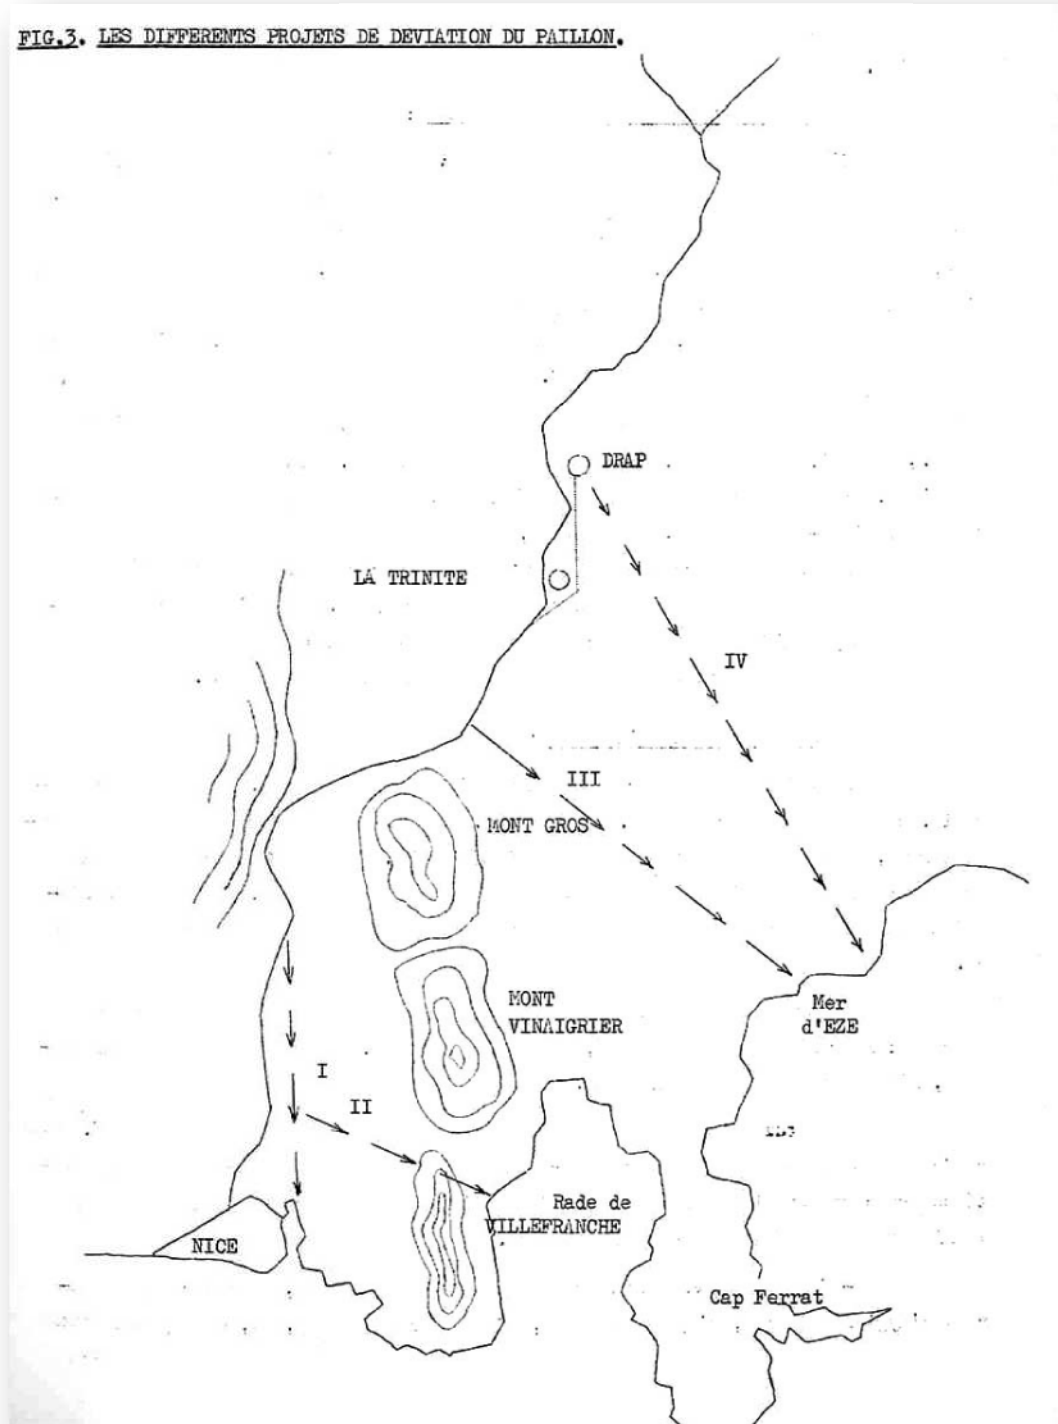 FIG.3. LES DIFFERENTS PROJETS DE DEVIATION DU PAILLON.
DRAP
LA TRINITE
IV
III
MONT GROS
MONT
VINAIGRIER
Mer
d'EZE
I
II
Rade de
VILLEFRANCHE
NICE
Cap Ferrat